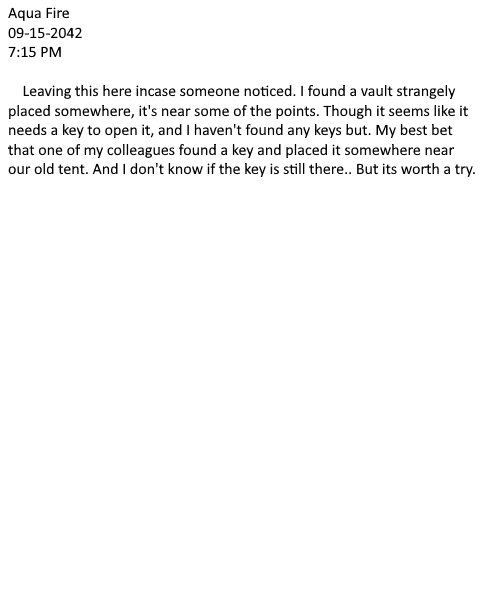 Aqua Fire
09-15-2042
7:15 PM
Leaving this here incase someone noticed. I found a vault strangely
placed somewhere, it's near some of the points. Though it seems like it
needs a key to open it, and I haven't found any keys but. My best bet
that one of my colleagues found a key and placed it somewhere near
our old tent. And I don't know if the key is still there.. But its worth a try.